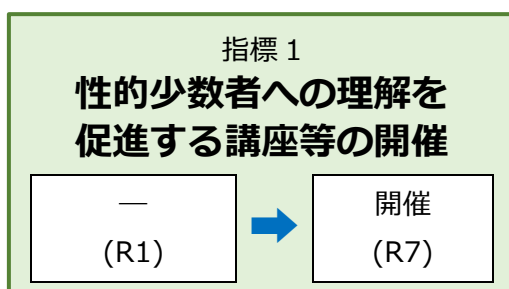 指標 1
性的少数者への理解を
促進する講座等の開催
―
(R1)
開催
(R7)